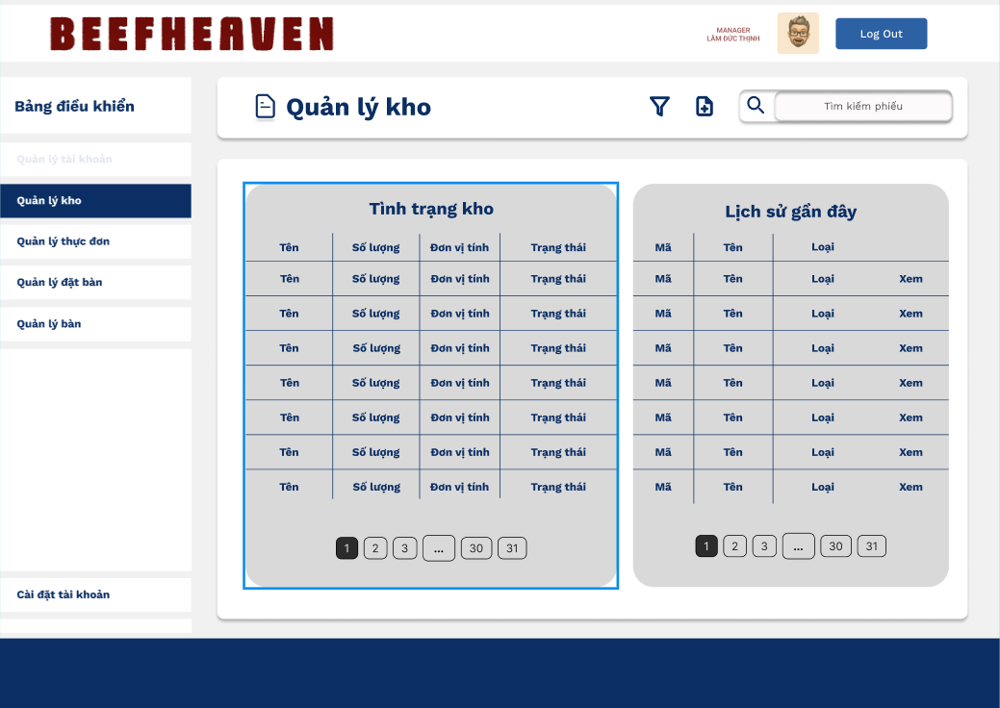 BEEFHEAVEN
MANAGER
LÂM ĐỨC THỊNH
Log Out
Bảng điều khiển
Quản lý tài khoản
Quản lý kho
Quản lý thực đơn
Quản lý đặt bàn
Quản lý bàn
Cài đặt tài khoản
Quản lý kho
Tìm kiếm phiếu
Tình trạng kho
Tên Số lượng Đơn vị tính Trạng thái
Tên Số lượng Đơn vị tính Trạng thái
Tên Số lượng Đơn vị tính Trạng thái
Tên Số lượng Đơn vị tính Trạng thái
Tên Số lượng Đơn vị tính Trạng thái
Tên Số lượng Đơn vị tính Trạng thái
Tên Số lượng Đơn vị tính Trạng thái
Tên Số lượng Đơn vị tính Trạng thái
1 2 3 ... 30 31
Lịch sử gần đây
Mã Tên Loại
Mã Tên Loại Xem
Mã Tên Loại Xem
Mã Tên Loại Xem
Mã Tên Loại Xem
Mã Tên Loại Xem
Mã Tên Loại Xem
Mã Tên Loại Xem
1 2 3 ... 30 31